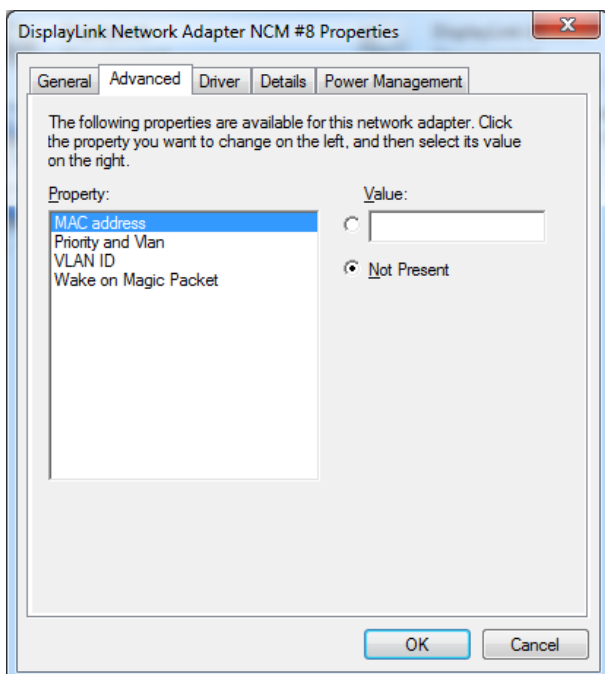 DisplayLink Network Adapter NCM #8 Properties
General Advanced Driver Details Power Management
The following properties are available for this network adapter. Click
the property you want to change on the left, and then select its value
on the right.
Property: Value:
MAC address
Priority and Vlan
VLAN ID
Wake on Magic Packet
Not Present
OK Cancel